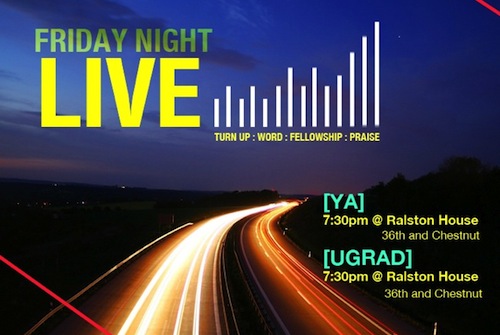 FRIDAY NIGHT
LIVE
TURN UP : WORD : FELLOWSHIP : PRAISE
[YA]
7:30pm @ Ralston House
36th and Chestnut
[UGRAD]
7:30pm @ Ralston House
36th and Chestnut